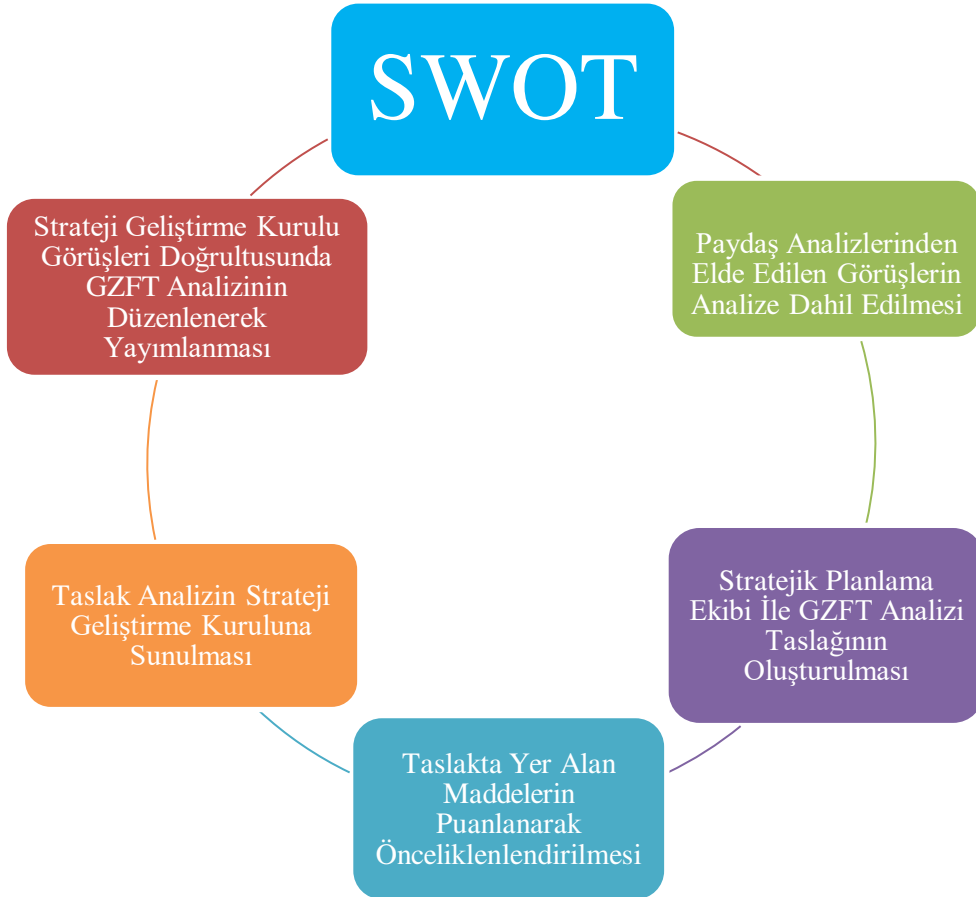 SWOT
Paydaş Analizlerinden
Elde Edilen Görüşlerin
Analize Dahil Edilmesi
Stratejik Planlama
Ekibi İle GZFT Analizi
Taslağının
Oluşturulması
Taslakta Yer Alan
Maddelerin
Puanlanarak
Önceliklenlendirilmesi
Taslak Analizin Strateji
Geliştirme Kuruluna
Sunulması
Strateji Geliştirme Kurulu
Görüşleri Doğrultusunda
GZFT Analizinin
Düzenlenerek
Yayımlanması